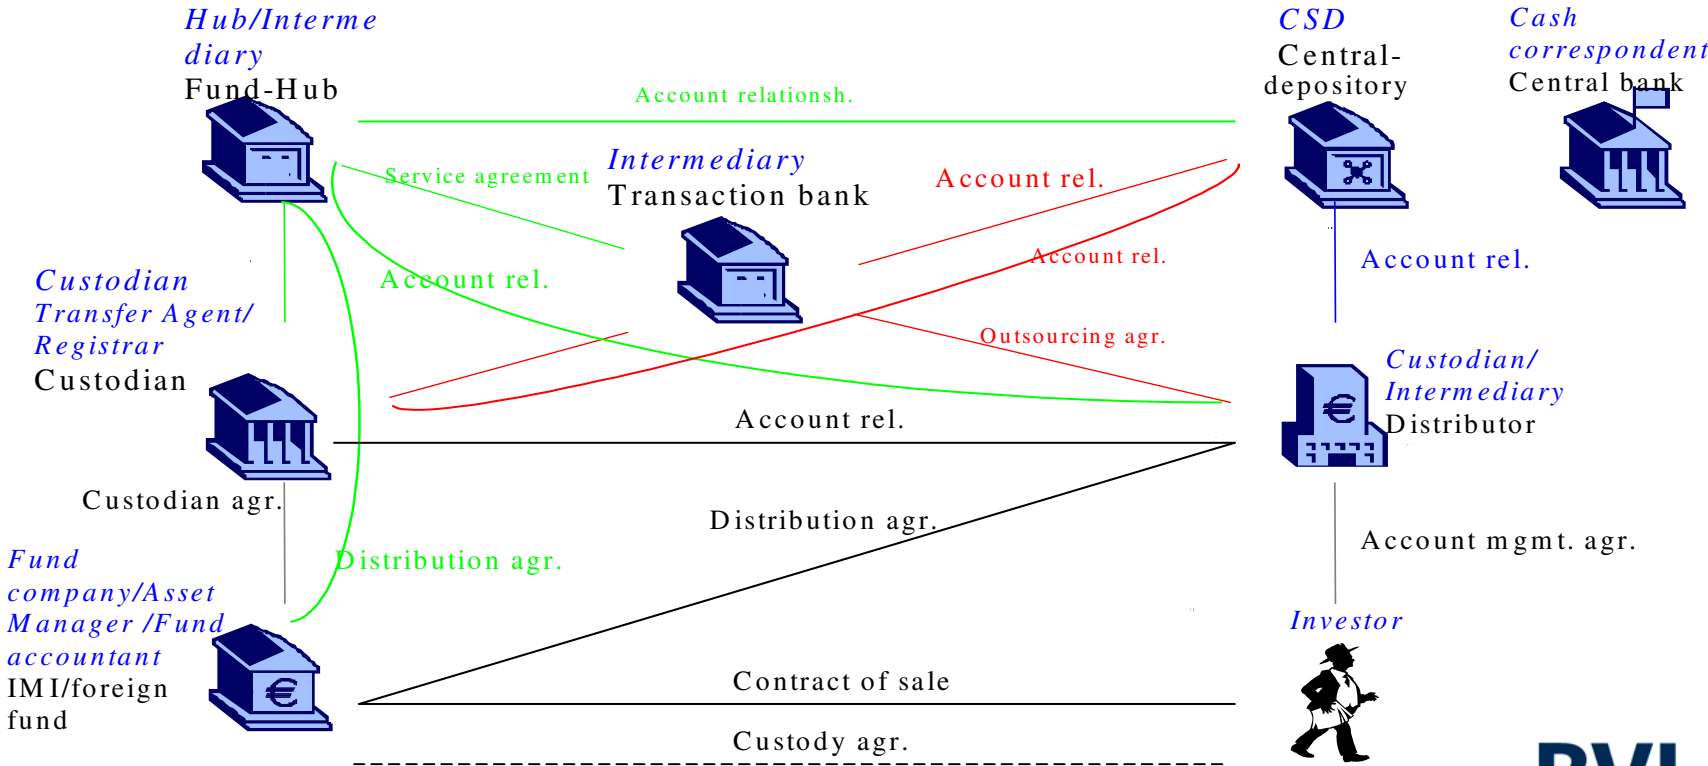 Hub/Interme
diary
Fund-Hub
CSD
Central-
depository
Cash
correspondent
Central bank
Account relationsh.
Service agreement
Intermediary
Transaction bank
Account rel.
Account rel.
Account rel.
Account rel.
Custodian
Transfer Agent/
Registrar
Custodian
Outsourcing agr.
Custodian/
Intermediary
Distributor
Account rel.
Custodian agr.
Distribution agr.
Account mgmt. agr.
Distribution agr.
Fund
company/Asset
Manager /Fund
accountant
IMI/foreign
fund
Investor
Contract of sale
Custody agr.
BVI